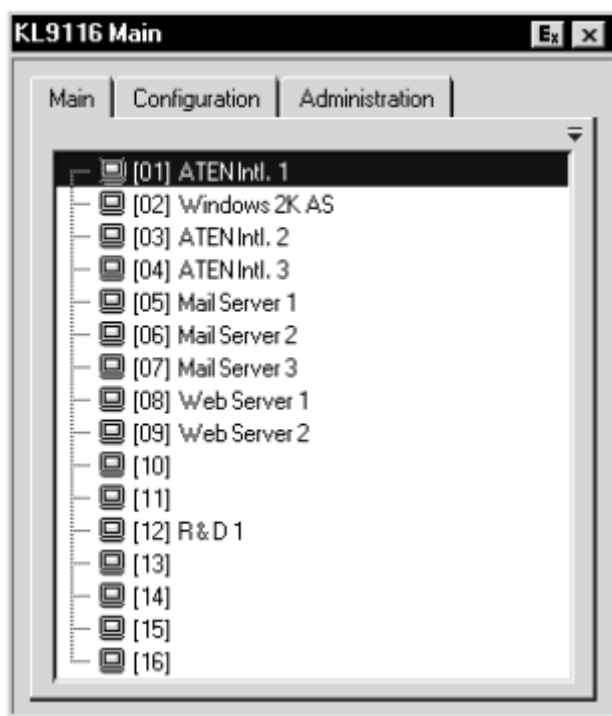 KL9116 Main Ex
Main Configuration Administration
[01] ATEN Intl. 1
[02] Windows 2K AS
[03] ATEN Intl. 2
[04] ATEN Intl. 3
[05] Mail Server 1
[06] Mail Server 2
[07] Mail Server 3
[08] Web Server 1
[09] Web Server 2
[10]
[11]
[12] R&D 1
[13]
[14]
[15]
[16]